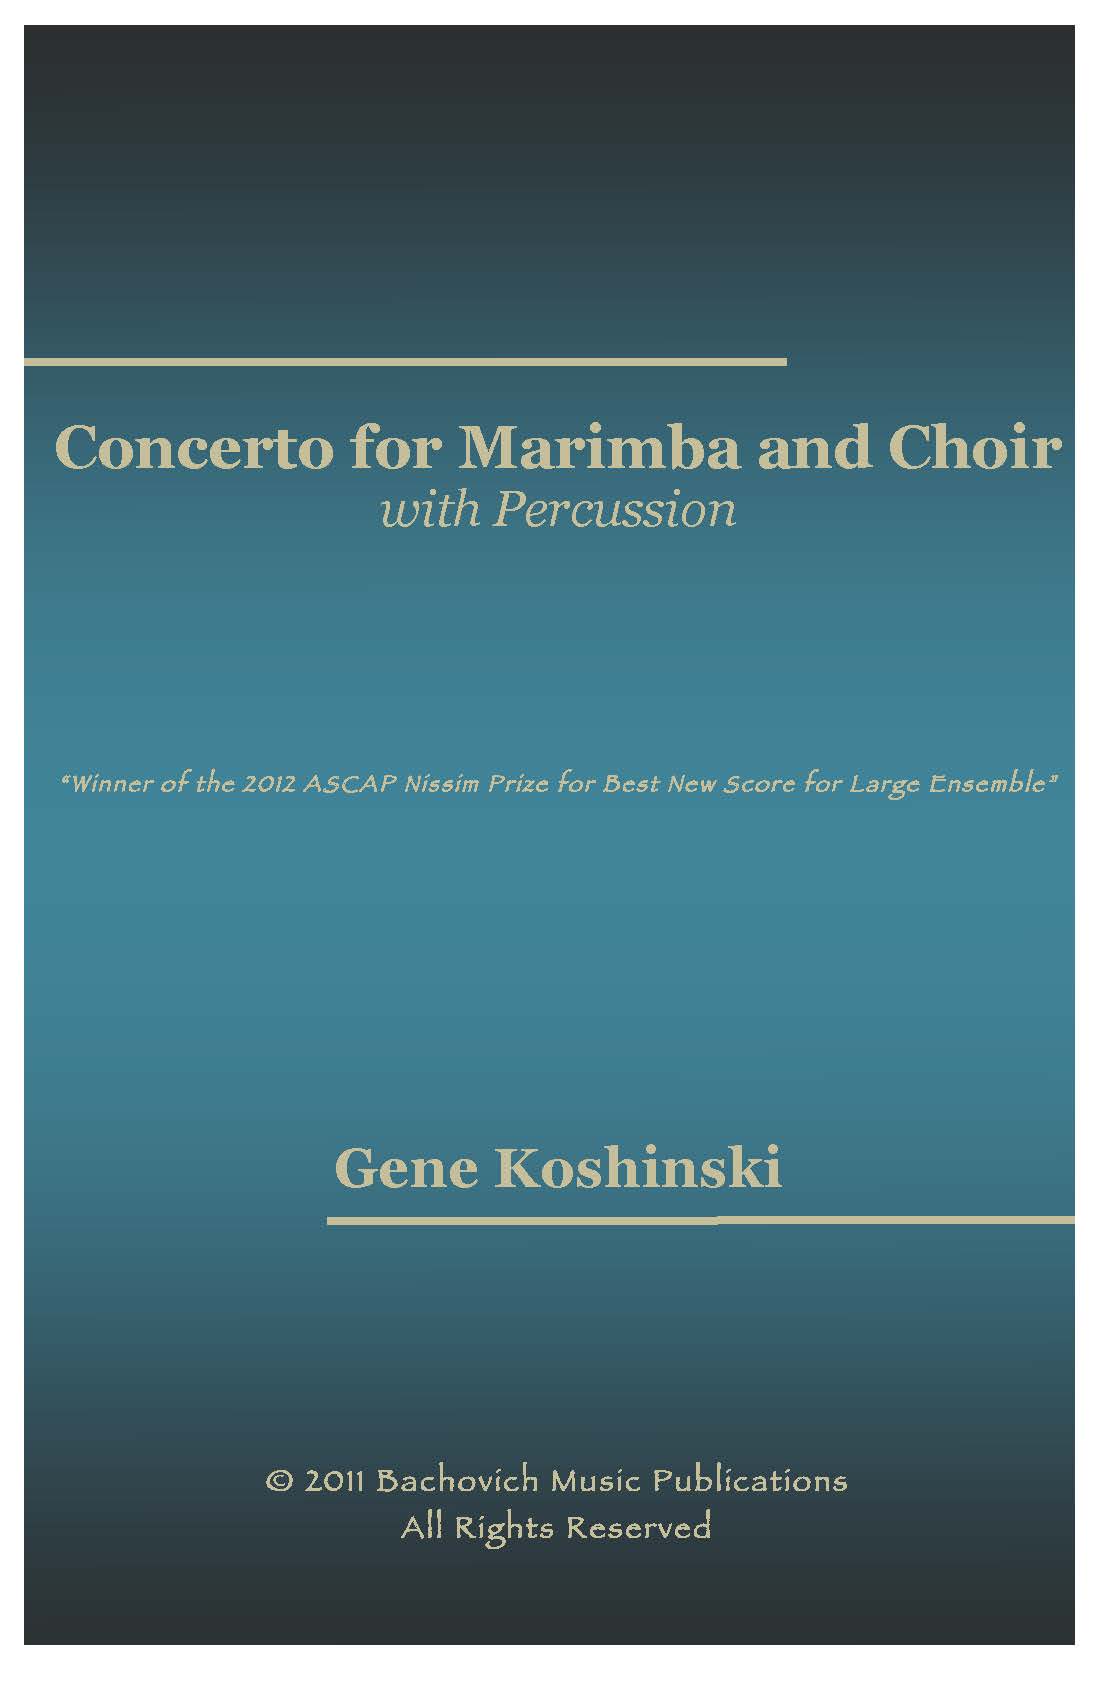 Concerto for Marimba and Choir
with Percussion
“Winner of the 2012 ASCAP Nissim Prize for Best New Score for Large Ensemble”
Gene Koshinski
© 2011 Bachovich Music Publications
All Rights Reserved